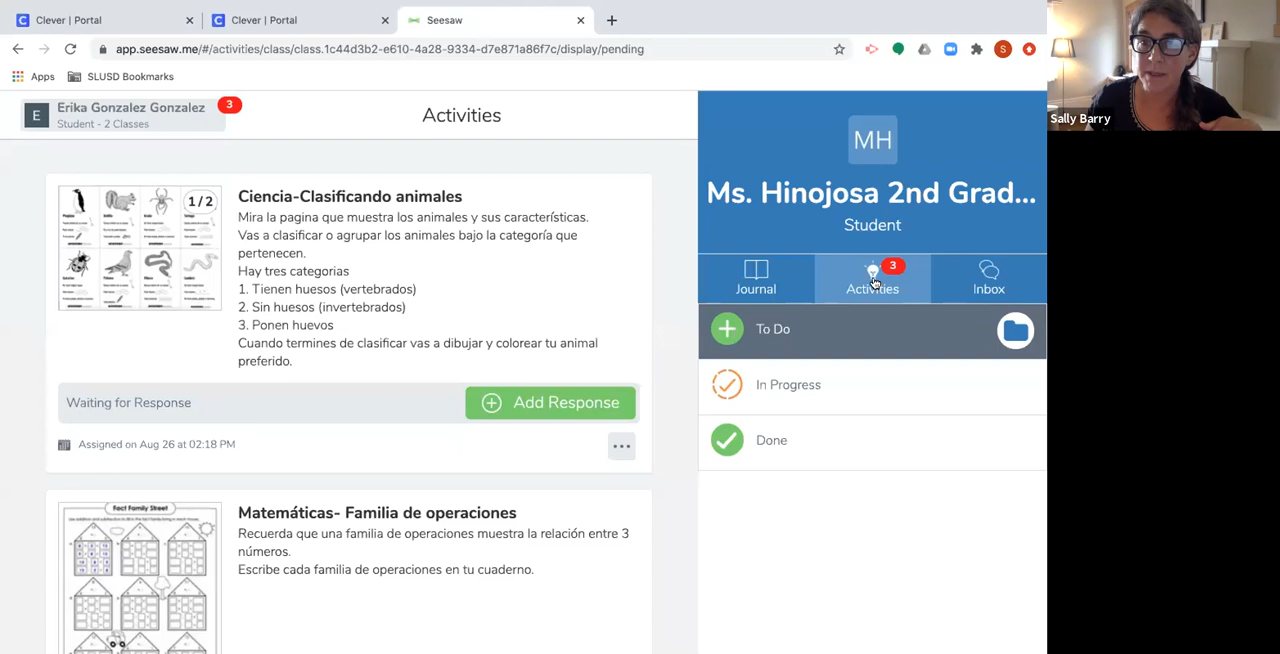 Clever | Portal
Clever | Portal
Seesaw
app.seesaw.me/#/activities/class/class.1c44d3b2-e610-4a28-9334-d7e871a86f7c/display/pending
S
Apps
SLUSD Bookmarks
Sally Barry
E
Erika Gonzalez Gonzalez
3
Student - 2 Classes
Activities
1 / 2
Ciencia-Clasificando animales
Mira la pagina que muestra los animales y sus características.
Vas a clasificar o agrupar los animales bajo la categoría que
pertenecen.
Hay tres categorias
1. Tienen huesos (vertebrados)
2. Sin huesos (invertebrados)
3. Ponen huevos
Cuando termines de clasificar vas a dibujar y colorear tu animal
preferido.
Waiting for Response
Add Response
Assigned on Aug 26 at 02:18 PM
Fact Family Street
Matemáticas- Familia de operaciones
Recuerda que una familia de operaciones muestra la relación entre 3
números.
Escribe cada familia de operaciones en tu cuaderno.
MH
Ms. Hinojosa 2nd Grad...
Student
Journal
3
Activities
Inbox
To Do
In Progress
Done